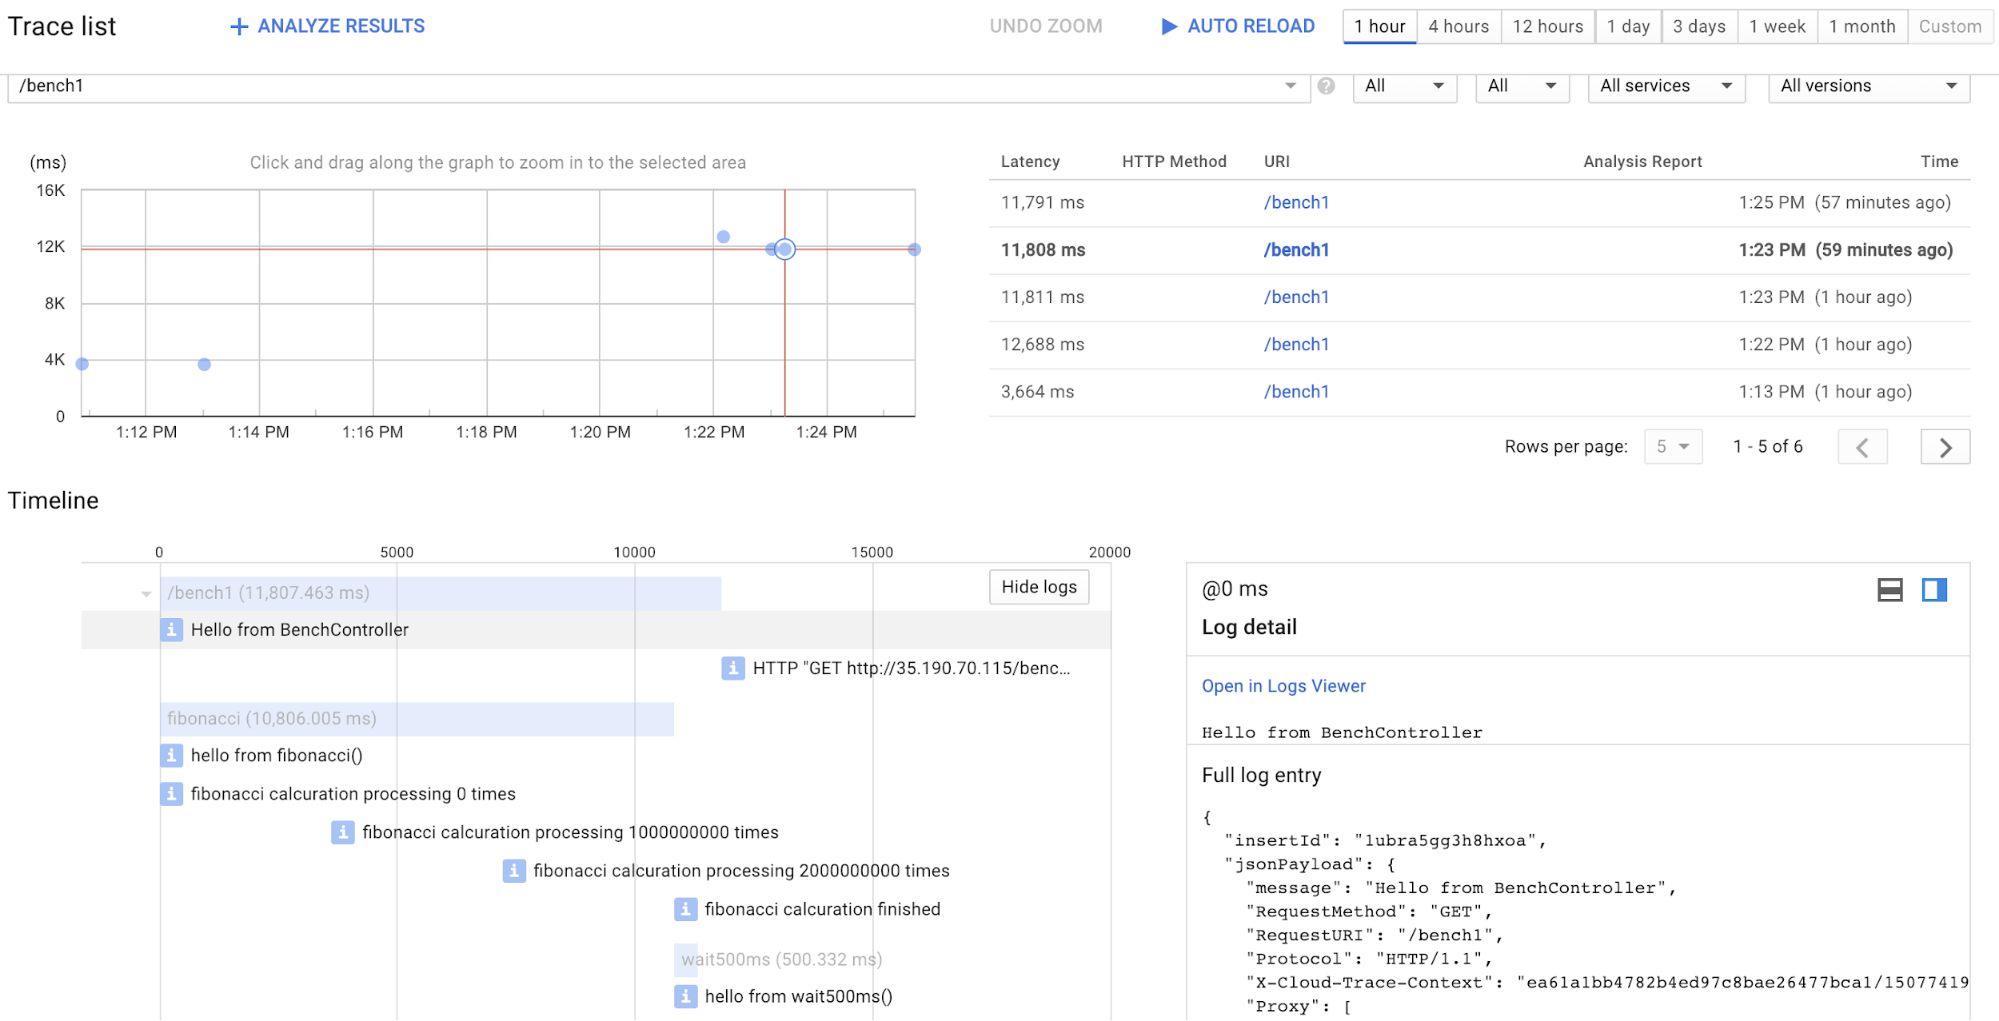 Trace list
ANALYZE RESULTS
UNDO ZOOM
AUTO RELOAD
1 hour
4 hours
12 hours
1 day
3 days
1 week
1 month
Custom
/bench1
?
All
All
All services
All versions
(ms)
Click and drag along the graph to zoom in to the selected area
16K
12K
8K
4K
0
1:12 PM
1:14 PM
1:16 PM
1:18 PM
1:20 PM
1:22 PM
1:24 PM
Latency HTTP Method URI Analysis Report Time
11,791 ms /bench1 1:25 PM (57 minutes ago)
11,808 ms /bench1 1:23 PM (59 minutes ago)
11,811 ms /bench1 1:23 PM (1 hour ago)
12,688 ms /bench1 1:22 PM (1 hour ago)
3,664 ms /bench1 1:13 PM (1 hour ago)
Rows per page: 5 1 - 5 of 6
Timeline
0 5000 10000 15000 20000
/bench1 (11,807.463 ms)
Hide logs
i Hello from BenchController
i HTTP "GET http://35.190.70.115/benc...
fibonacci (10,806.005 ms)
i hello from fibonacci()
i fibonacci calcuration processing 0 times
i fibonacci calcuration processing 1000000000 times
i fibonacci calcuration processing 2000000000 times
i fibonacci calcuration finished
wait500ms (500.332 ms)
i hello from wait500ms()
@0 ms
Log detail
Open in Logs Viewer
Hello from BenchController
Full log entry
{
"insertId": "1ubra5gg3h8hxoa",
"jsonPayload": {
"message": "Hello from BenchController",
"RequestMethod": "GET",
"RequestURI": "/bench1",
"Protocol": "HTTP/1.1",
"X-Cloud-Trace-Context": "ea61a1bb4782b4ed97c8bae26477bca1/15077419
"Proxy": [